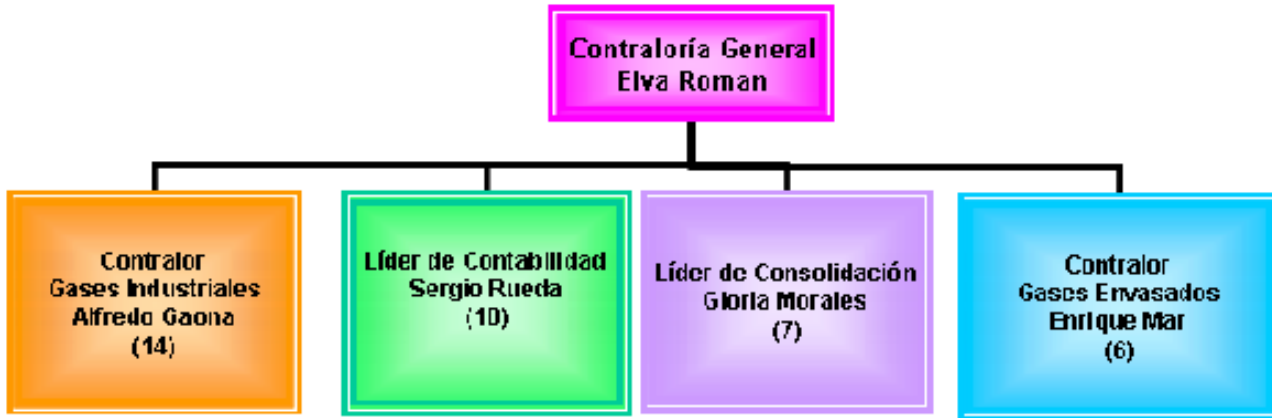 Contraloría General
Elva Roman
Contralor
Gases Industriales
Alfredo Gaona
(14)
Líder de Contabilidad
Sergio Rueda
(10)
Líder de Consolidación
Gloria Morales
(7)
Contralor
Gases Envasados
Enrique Mar
(6)